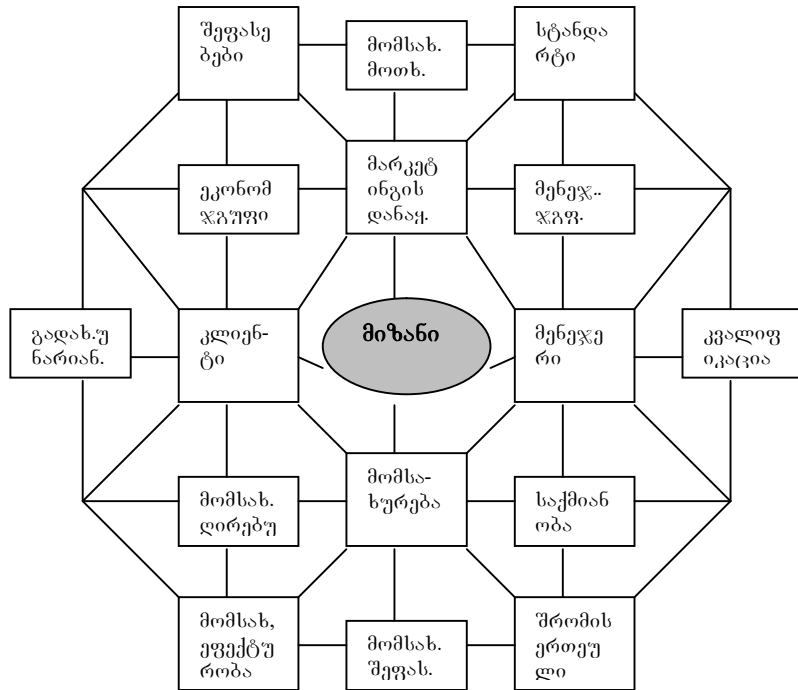 შეფასე
ბები
მომსახ.
მოთხ.
სტანდა
რტი
ეკონომ
ჯგუფი
მარკეტ
ინგის
დანაყ.
მენეჯ..
ჯგფ.
გადახ.უ
ნარიან.
კლიენ-
ტი
მიზანი
მენეჯე
რი
კვალიფ
იკაცია
მომსახ.
ღირებუ
მომსა-
ხურება
საქმიან
ობა
მომსახ,
ეფექტუ
რობა
მომსახ.
შეფას.
შრომის
ერთეუ
ლი